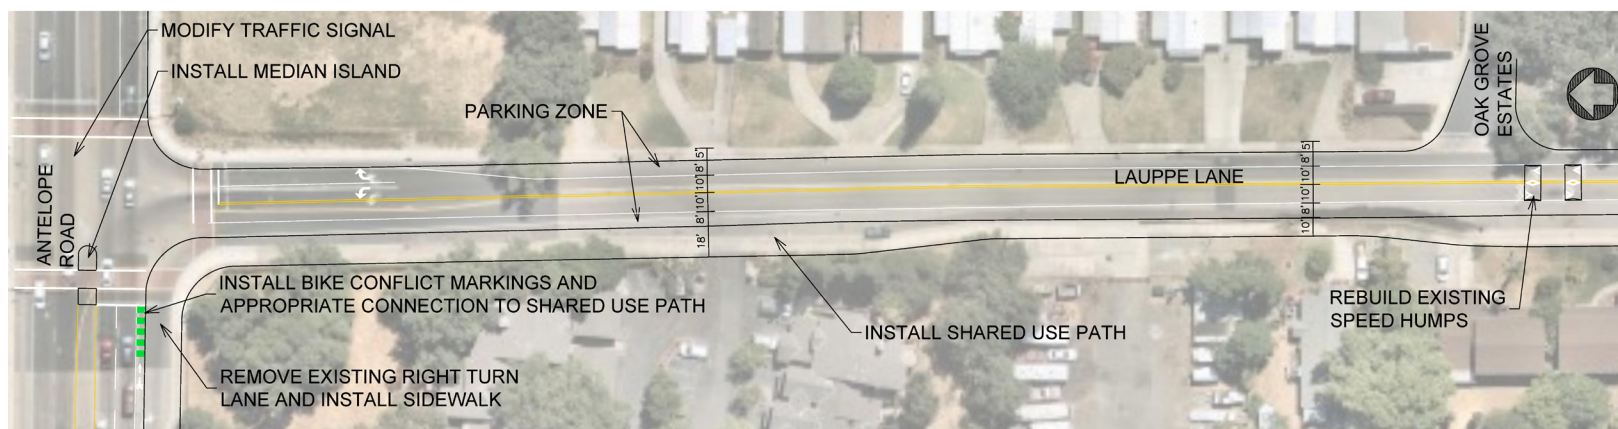 MODIFY TRAFFIC SIGNAL
INSTALL MEDIAN ISLAND
PARKING ZONE
OAK GROVE
ESTATES
LAUPPE LANE
ANTELOPE
ROAD
5'
8'
10'
10'
8'
18'
5'
8'
10'
10'
8'
10'
INSTALL BIKE CONFLICT MARKINGS AND
APPROPRIATE CONNECTION TO SHARED USE PATH
INSTALL SHARED USE PATH
REBUILD EXISTING
SPEED HUMPS
REMOVE EXISTING RIGHT TURN
LANE AND INSTALL SIDEWALK